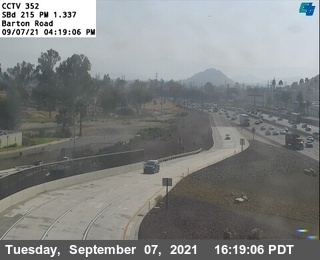 CCTV 352
SBd 215 PM 1.337
Barton Road
09/07/21 04:19:06 PM
Tuesday, September 07, 2021 16:19:06 PDT